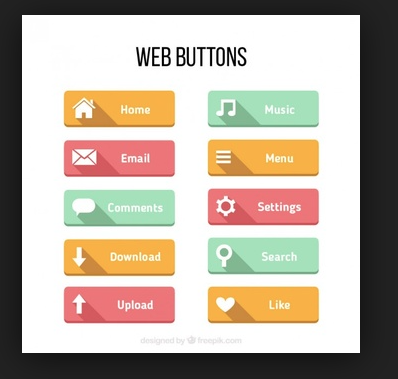 WEB BUTTONS
Home
Music
Email
Menu
Comments
Settings
Download
Search
Upload
Like
designed by freepik.com